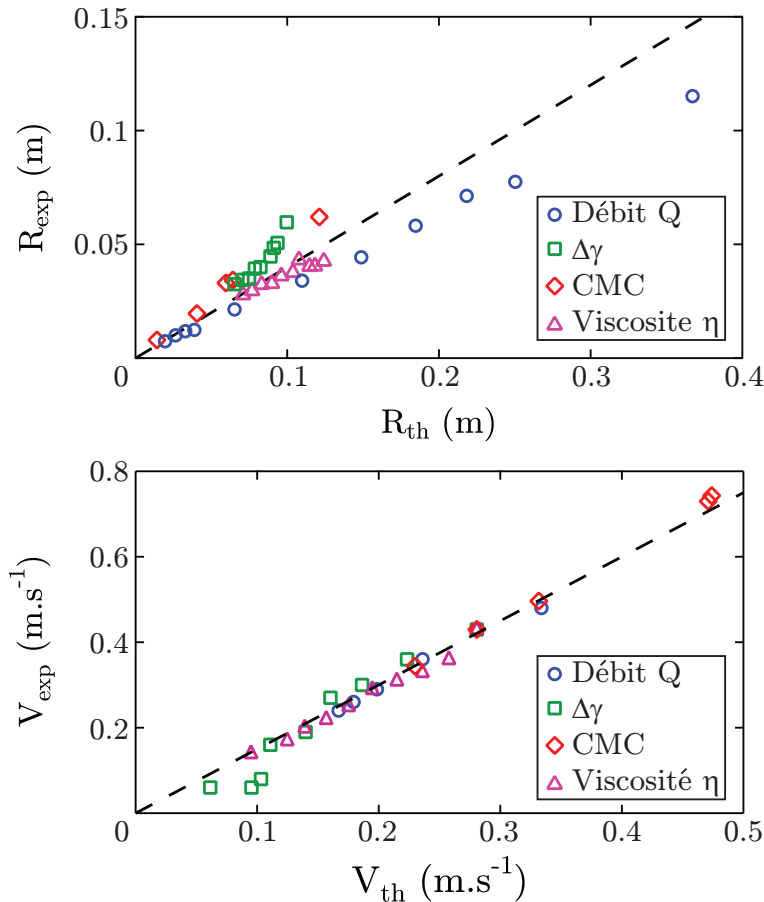 0.15
0.1
0.05
R_exp (m)
Débit Q
Δγ
CMC
Viscosite η
0 0.1 0.2 0.3 0.4
R_th (m)
0.8
0.6
0.4
0.2
V_exp (m.s⁻¹)
Débit Q
Δγ
CMC
Viscosité η
0 0.1 0.2 0.3 0.4 0.5
V_th (m.s⁻¹)